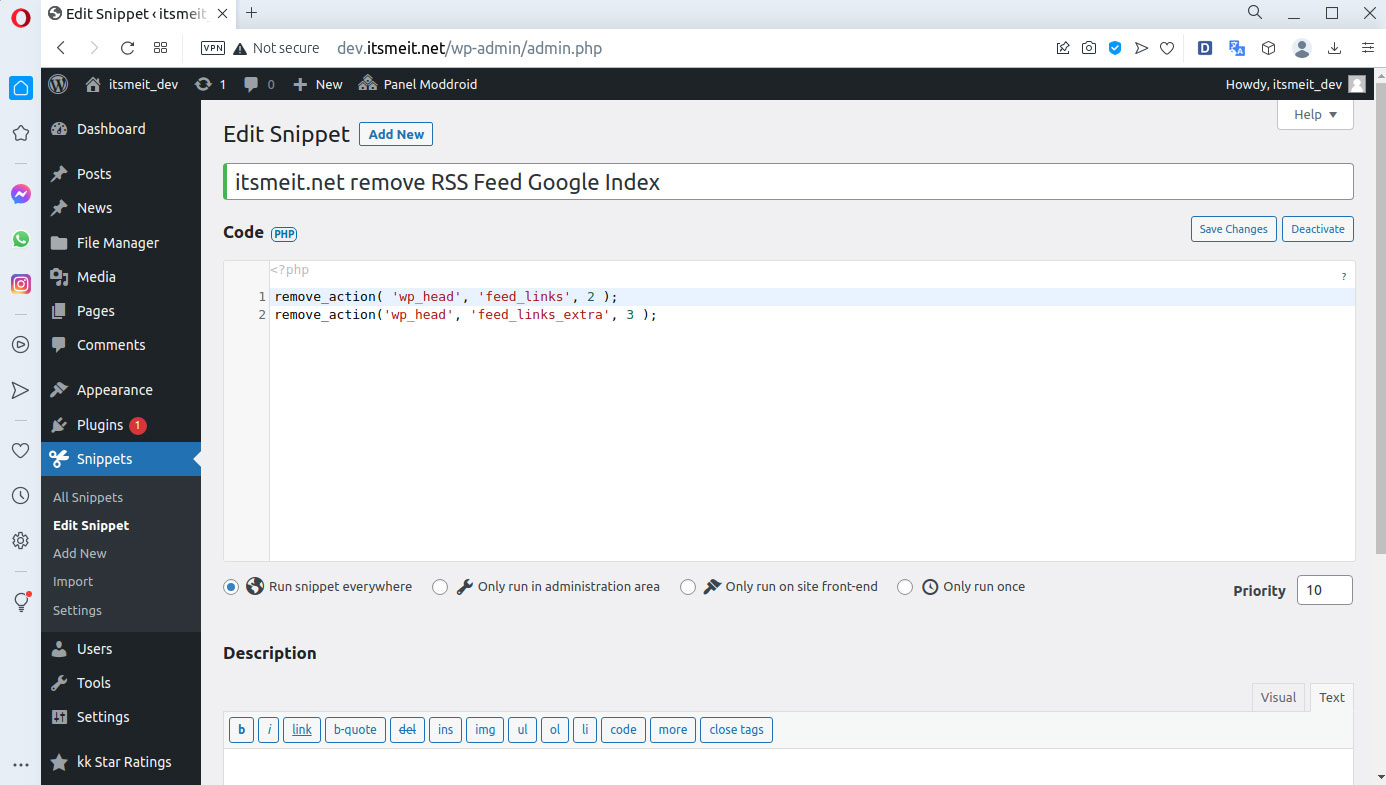 Edit Snippet ‹ itsmeit
VPN Not secure dev.itsmeit.net/wp-admin/admin.php
itsmeit_dev 1 0 New Panel Moddroid Howdy, itsmeit_dev
Help
Dashboard
Posts
News
File Manager
Media
Pages
Comments
Appearance
Plugins 1
Snippets
All Snippets
Edit Snippet
Add New
Import
Settings
Users
Tools
Settings
kk Star Ratings
Edit Snippet Add New
itsmeit.net remove RSS Feed Google Index
Code PHP Save Changes Deactivate
<?php
?
1 remove_action( 'wp_head', 'feed_links', 2 );
2 remove_action('wp_head', 'feed_links_extra', 3 );
Run snippet everywhere Only run in administration area Only run on site front-end Only run once Priority 10
Description
Visual Text
b i link b-quote del ins img ul ol li code more close tags